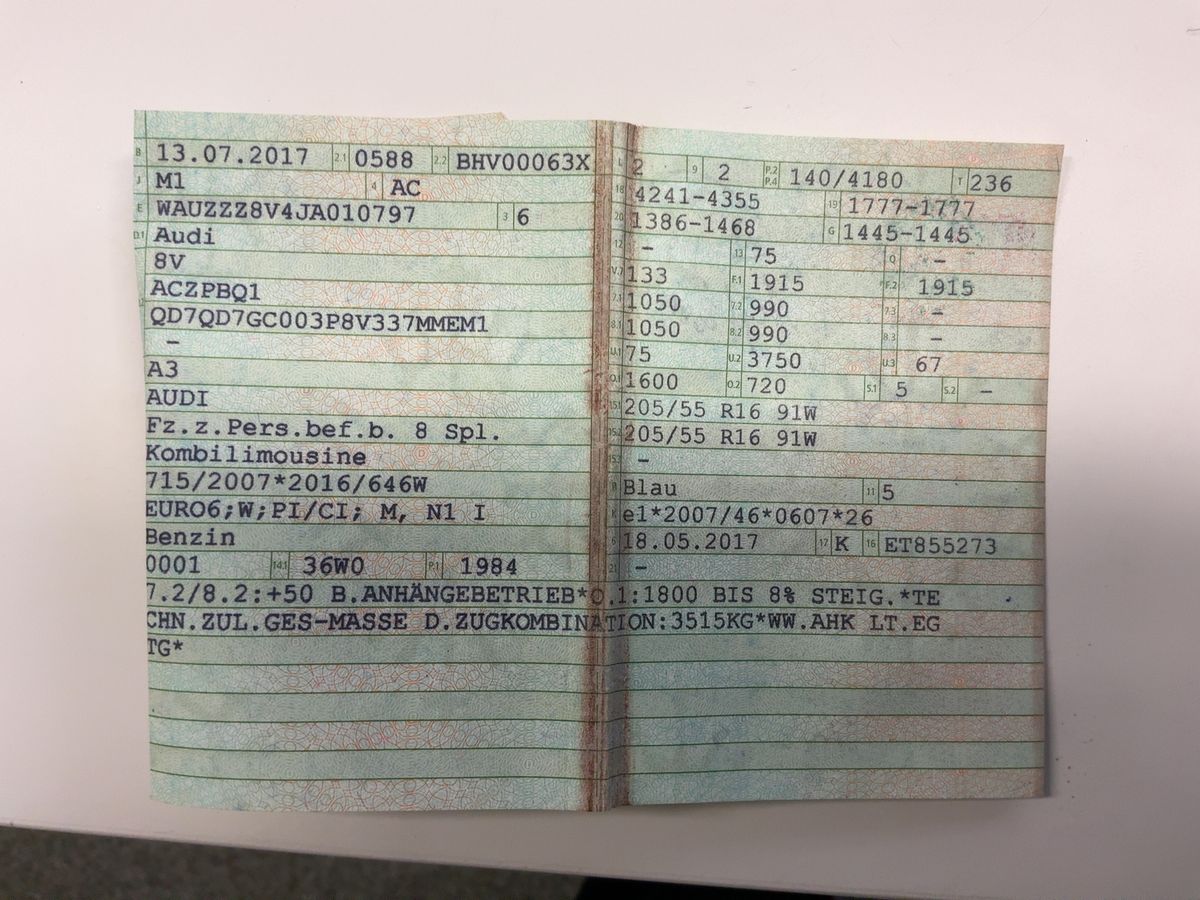 B 13.07.2017 2.1 0588 2.2 BHV00063X
J M1 4 AC
E WAUZZZ8V4JA010797 3 6
D.1 Audi
8V
ACZPBQ1
QD7QD7GC003P8V337MMEM1
–
A3
AUDI
Fz.z.Pers.bef.b. 8 Spl.
Kombilimousine
715/2007*2016/646W
EURO6;W;PI/CI; M, N1 I
Benzin
0001 14.1 36W0 P.1 1984
L 2 9 2 P.2 P.4 140/4180 T 236
18 4241-4355 19 1777-1777
20 1386-1468 G 1445-1445
12 – 13 75 Q –
V.7 133 F.1 1915 F.2 1915
7.1 1050 7.2 990 7.3 –
8.1 1050 8.2 990 8.3 –
U.1 75 U.2 3750 U.3 67
O.1 1600 O.2 720 S.1 5 S.2 –
15.1 205/55 R16 91W
15.2 205/55 R16 91W
15.3 –
R Blau 11 5
K e1*2007/46*0607*26
6 18.05.2017 17 K 16 ET855273
21 –
7.2/8.2:+50 B.ANHÄNGEBETRIEB*O.1:1800 BIS 8% STEIG.*TE
CHN.ZUL.GES-MASSE D.ZUGKOMBINATION:3515KG*WW.AHK LT.EG
TG*